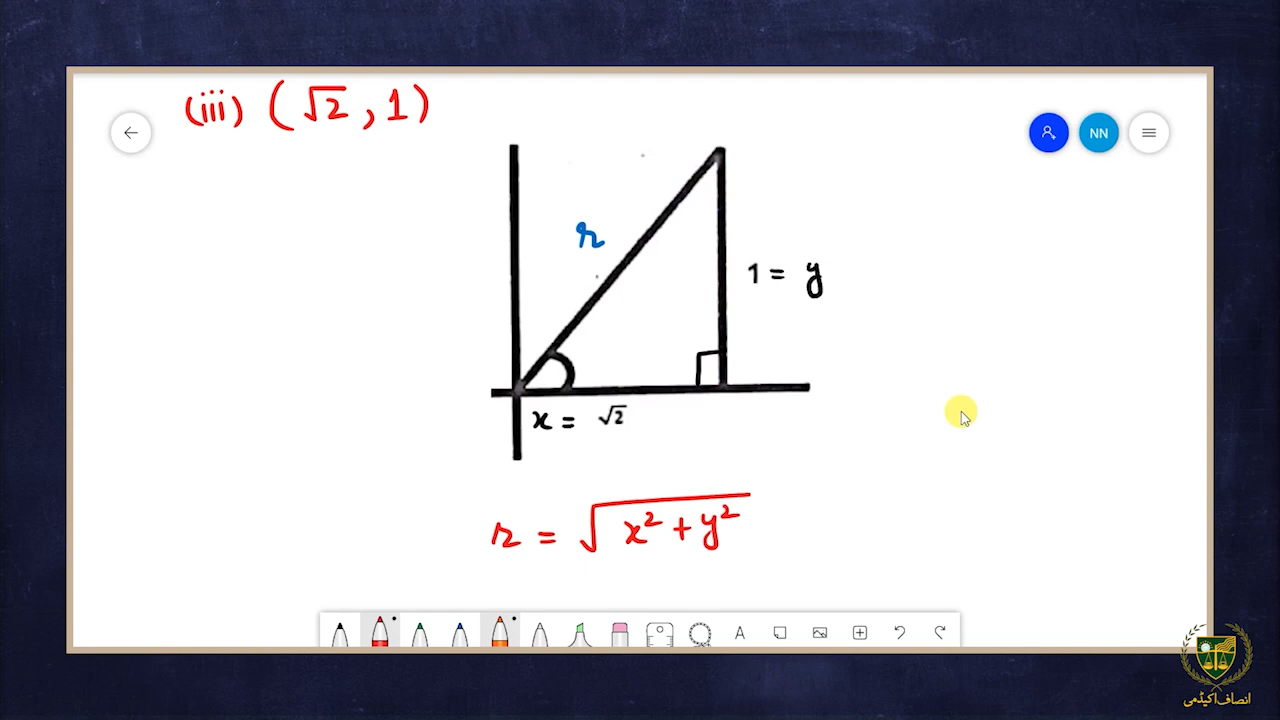 (iii) (√2, 1)
NN
r
1 = y
x = √2
r = √x² + y²
A
انصاف اکیڈمی